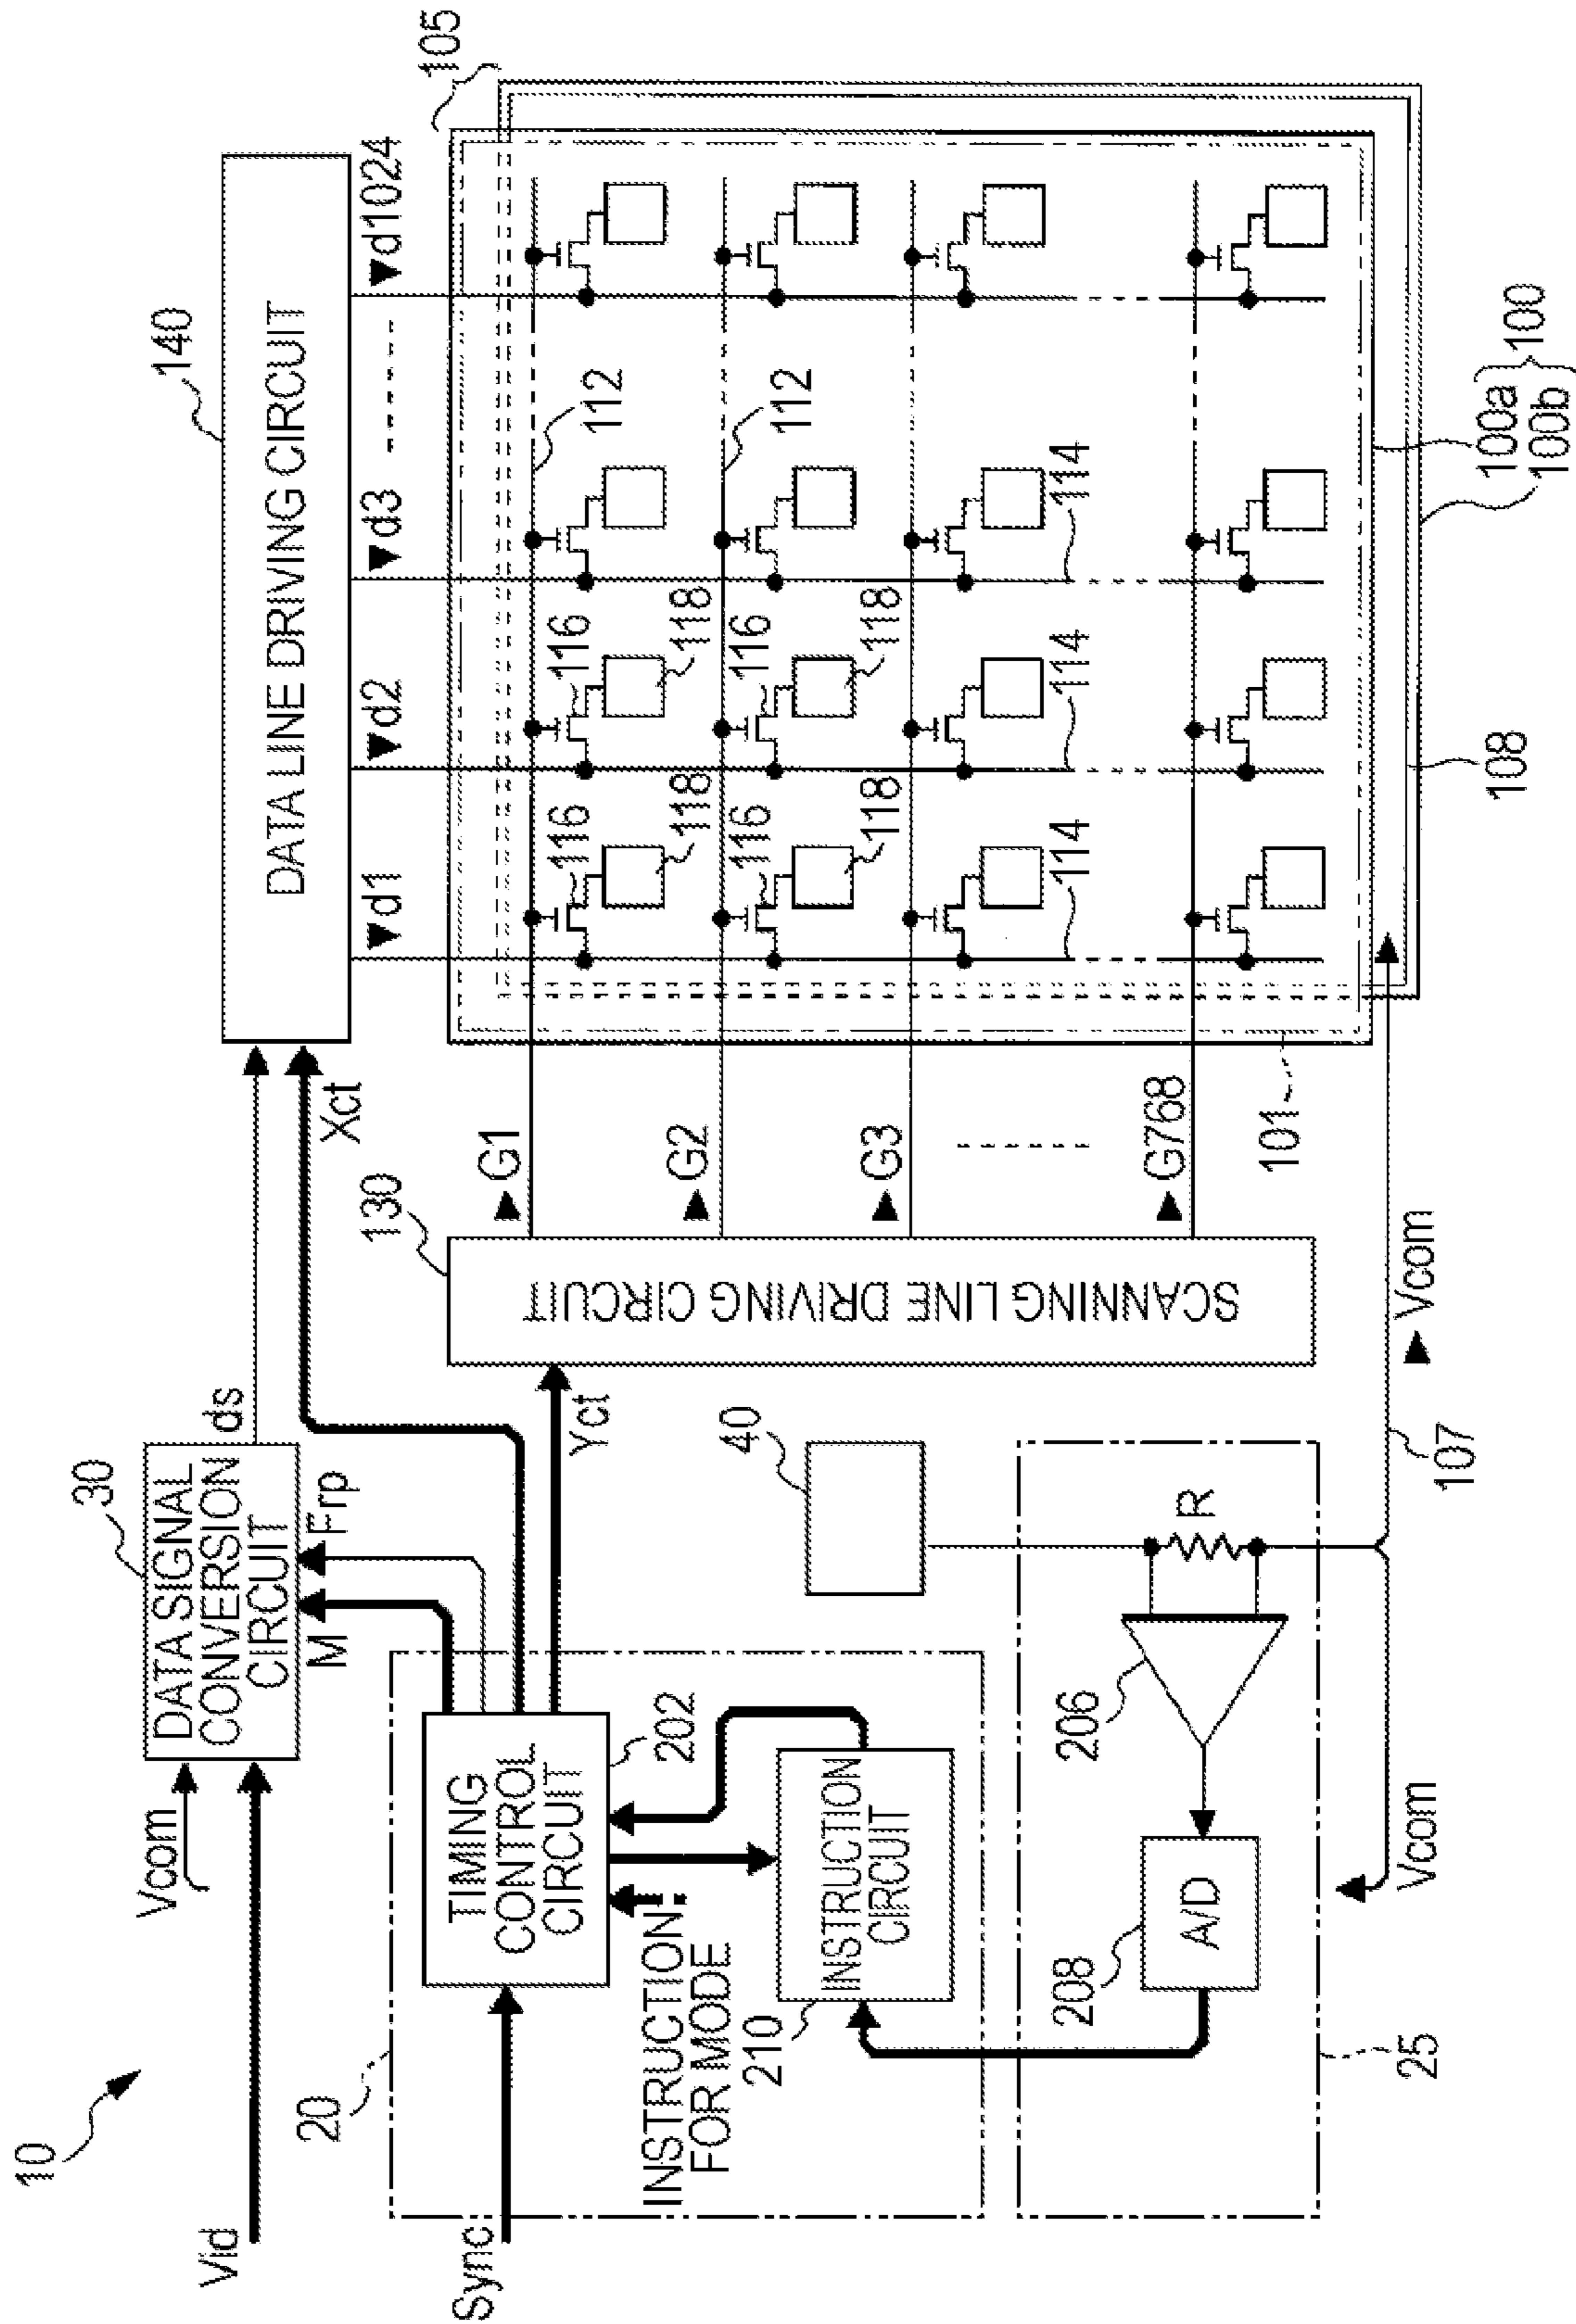 10
Vid
Vcom
30
DATA SIGNAL
CONVERSION
CIRCUIT
ds
M
Frp
Xct
140
DATA LINE DRIVING CIRCUIT
d1
d2
d3
d1024
105
Sync
20
TIMING
CONTROL
CIRCUIT
202
Yct
INSTRUCTION
FOR MODE
INSTRUCTION
CIRCUIT
210
130
SCANNING LINE DRIVING CIRCUIT
G1
G2
G3
G768
112
112
116
116
116
116
118
118
118
118
114
114
114
101
40
R
206
208
A/D
25
Vcom
Vcom
107
108
100a
100b
100